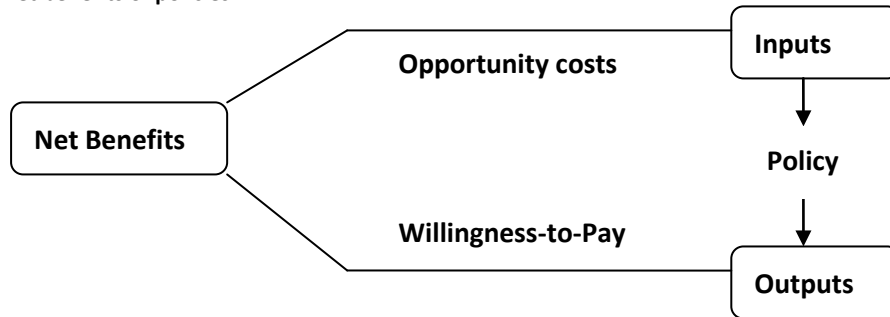 Inputs
Opportunity costs
Net Benefits
Policy
Willingness-to-Pay
Outputs